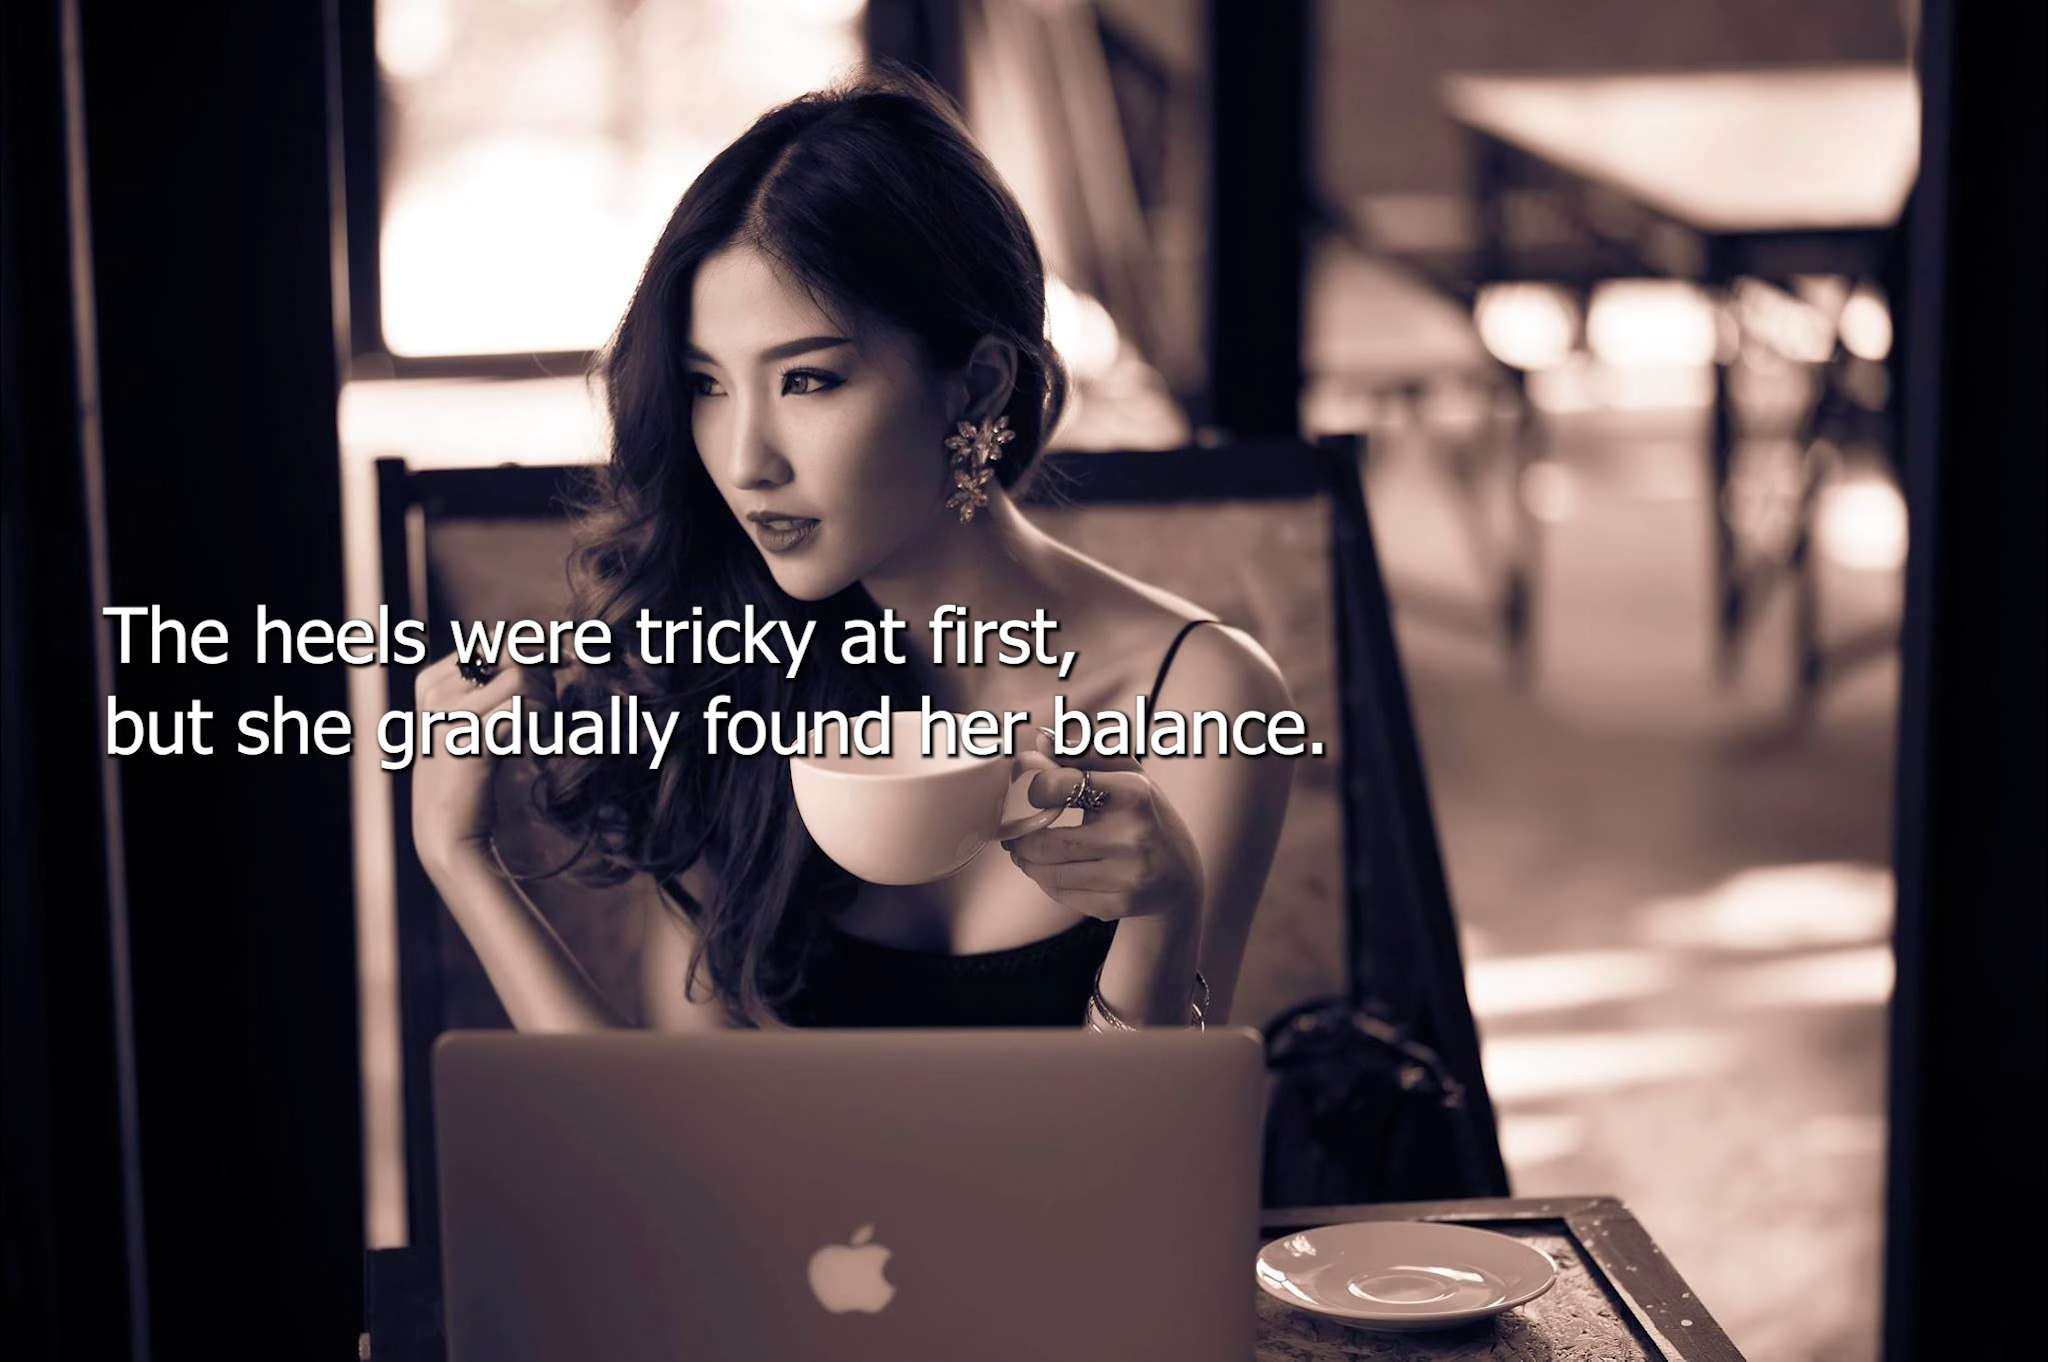 The heels were tricky at first,
but she gradually found her balance.